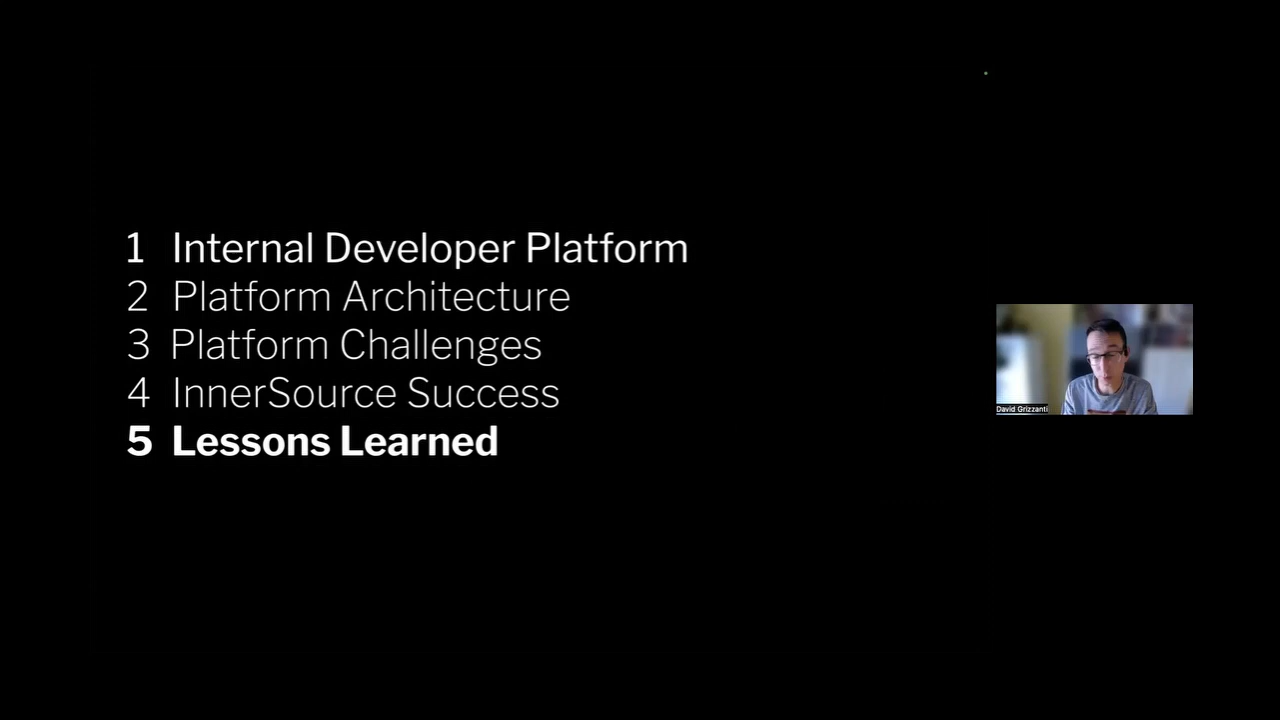 1 Internal Developer Platform
2 Platform Architecture
3 Platform Challenges
4 InnerSource Success
5 Lessons Learned
David Grizzanti